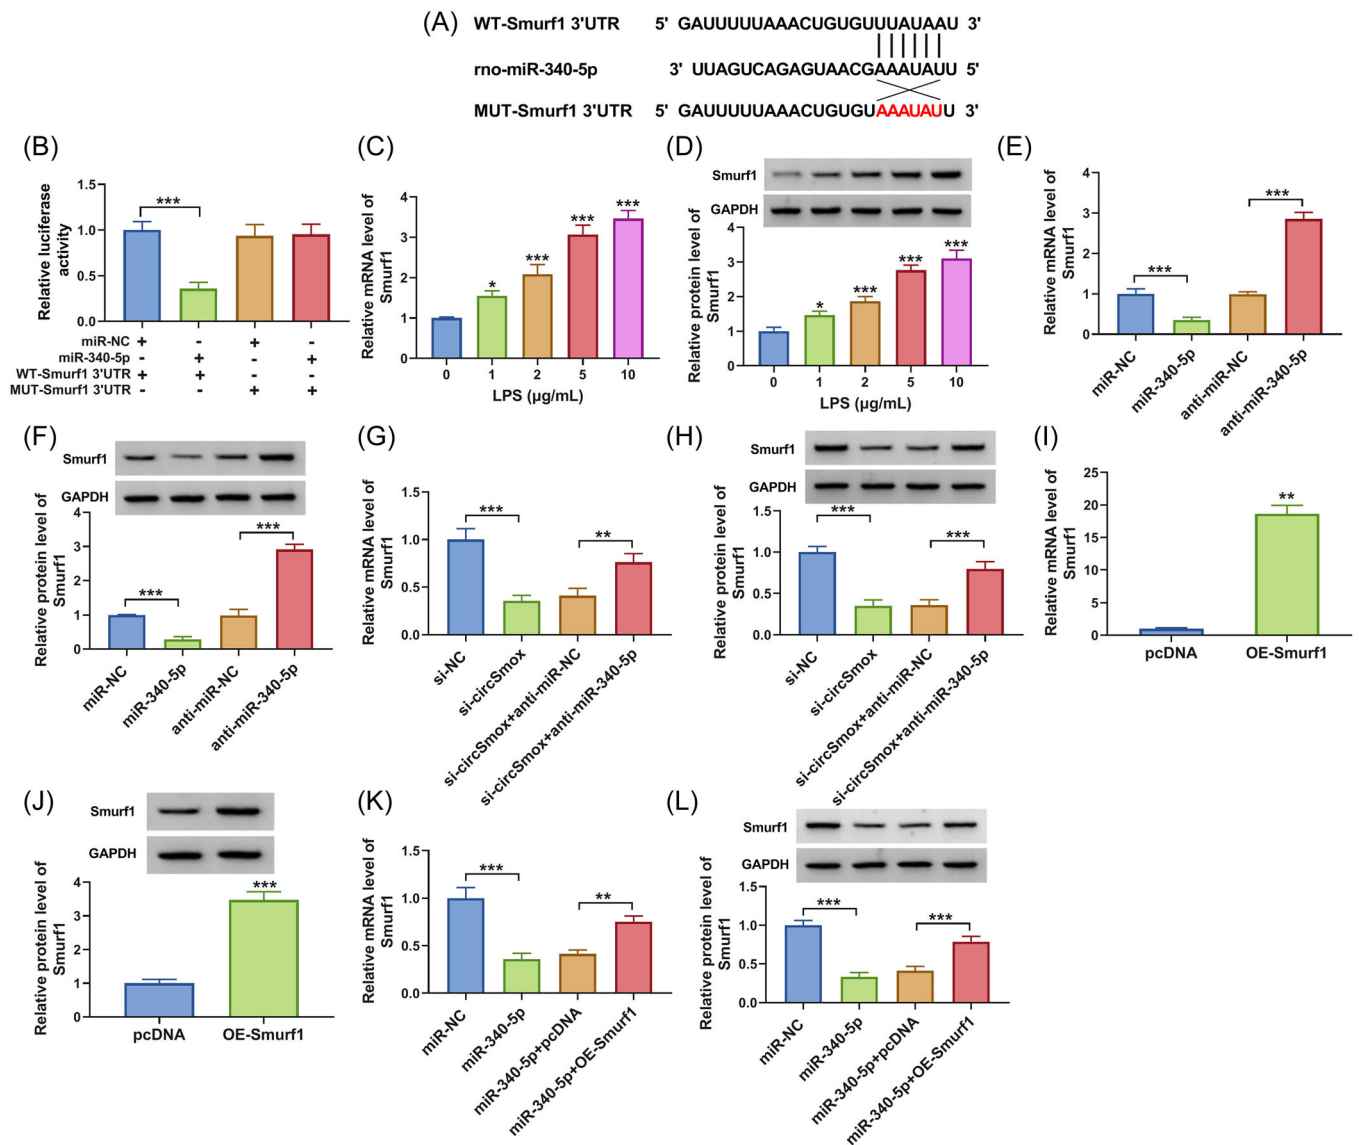 (A)
WT-Smurf1 3'UTR 5' GAUUUUUAAACUGUGUUUAUAAU 3'
rno-miR-340-5p 3' UUAGUCAGAGUAACGAAAUAUU 5'
MUT-Smurf1 3'UTR 5' GAUUUUUAAACUGUGUAAAUAUU 3'
(B)
Relative luciferase
activity
1.5
1.0
0.5
0.0
***
miR-NC + - + -
miR-340-5p - + - +
WT-Smurf1 3'UTR + + - -
MUT-Smurf1 3'UTR - - + +
(C)
Relative mRNA level of
Smurf1
4
3
2
1
0
* *** *** ***
0 1 2 5 10
LPS (μg/mL)
(D)
Smurf1
GAPDH
Relative protein level of
Smurf1
4
3
2
1
0
* *** *** ***
0 1 2 5 10
LPS (μg/mL)
(E)
Relative mRNA level of
Smurf1
4
3
2
1
0
*** ***
miR-NC
miR-340-5p
anti-miR-NC
anti-miR-340-5p
(F)
Smurf1
GAPDH
Relative protein level of
Smurf1
4
3
2
1
0
*** ***
miR-NC
miR-340-5p
anti-miR-NC
anti-miR-340-5p
(G)
Relative mRNA level of
Smurf1
1.5
1.0
0.5
0.0
*** **
si-NC
si-circSmox
si-circSmox+anti-miR-NC
si-circSmox+anti-miR-340-5p
(H)
Smurf1
GAPDH
Relative protein level of
Smurf1
1.5
1.0
0.5
0.0
*** ***
si-NC
si-circSmox
si-circSmox+anti-miR-NC
si-circSmox+anti-miR-340-5p
(I)
Relative mRNA level of
Smurf1
25
20
15
10
5
0
**
pcDNA OE-Smurf1
(J)
Smurf1
GAPDH
Relative protein level of
Smurf1
4
3
2
1
0
***
pcDNA OE-Smurf1
(K)
Relative mRNA level of
Smurf1
1.5
1.0
0.5
0.0
*** **
miR-NC
miR-340-5p
miR-340-5p+pcDNA
miR-340-5p+OE-Smurf1
(L)
Smurf1
GAPDH
Relative protein level of
Smurf1
1.5
1.0
0.5
0.0
*** ***
miR-NC
miR-340-5p
miR-340-5p+pcDNA
miR-340-5p+OE-Smurf1